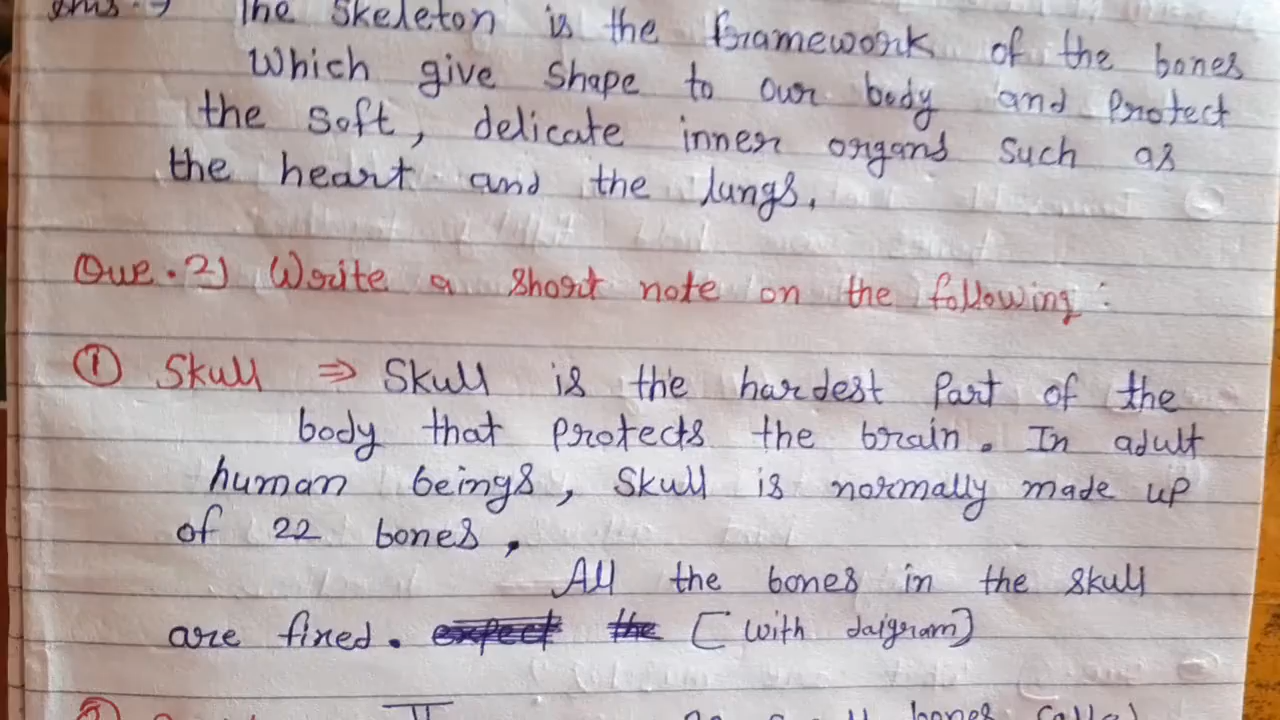 Ans. → The skeleton is the framework of the bones
Which give shape to our body and protect
the soft, delicate inner organs such as
the heart and the lungs.
Que. 2) Write a short note on the following :
① Skull ⇒ Skull is the hardest Part of the
body that protects the brain. In adult
human beings, Skull is normally made up
of 22 bones.
All the bones in the skull
are fixed. expect the [with daigram]
bones called